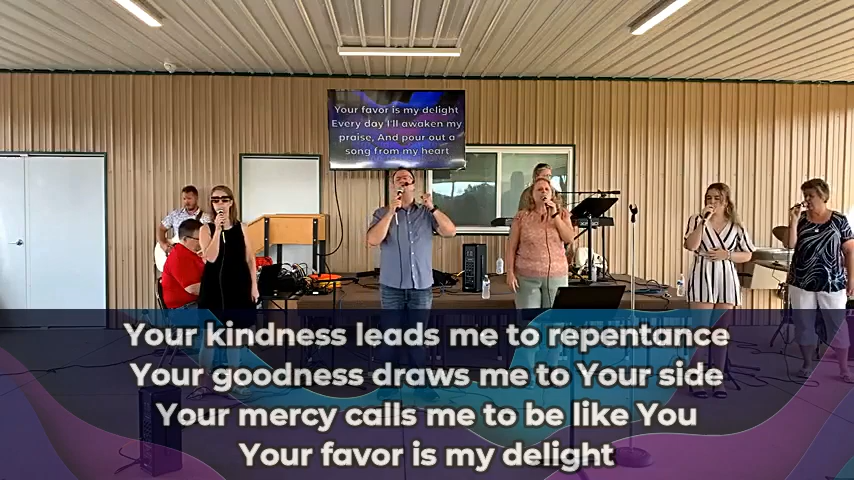 Your favor is my delight
Every day I'll awaken my
praise, And pour out a
song from my heart
Your kindness leads me to repentance
Your goodness draws me to Your side
Your mercy calls me to be like You
Your favor is my delight